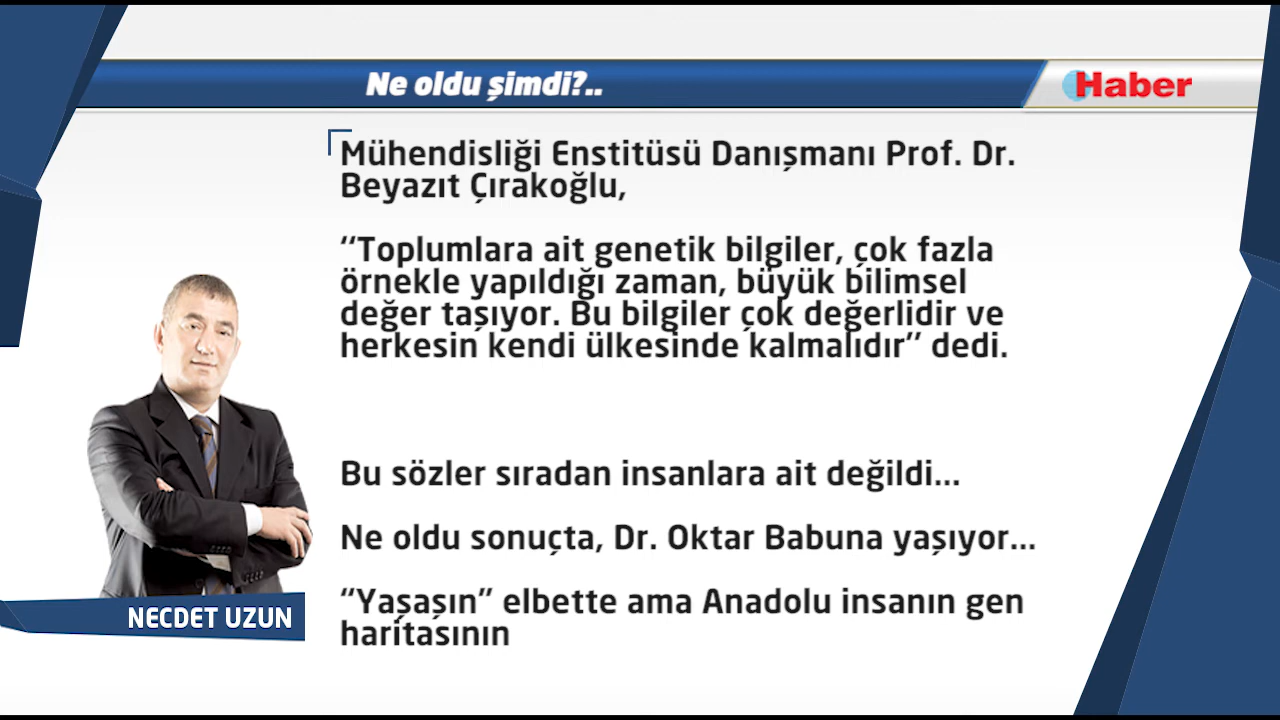 Ne oldu şimdi?..
Haber
Mühendisliği Enstitüsü Danışmanı Prof. Dr.
Beyazıt Çırakoğlu,
‘‘Toplumlara ait genetik bilgiler, çok fazla
örnekle yapıldığı zaman, büyük bilimsel
değer taşıyor. Bu bilgiler çok değerlidir ve
herkesin kendi ülkesinde kalmalıdır’’ dedi.
Bu sözler sıradan insanlara ait değildi...
Ne oldu sonuçta, Dr. Oktar Babuna yaşıyor...
“Yaşasın” elbette ama Anadolu insanın gen
haritasının
NECDET UZUN